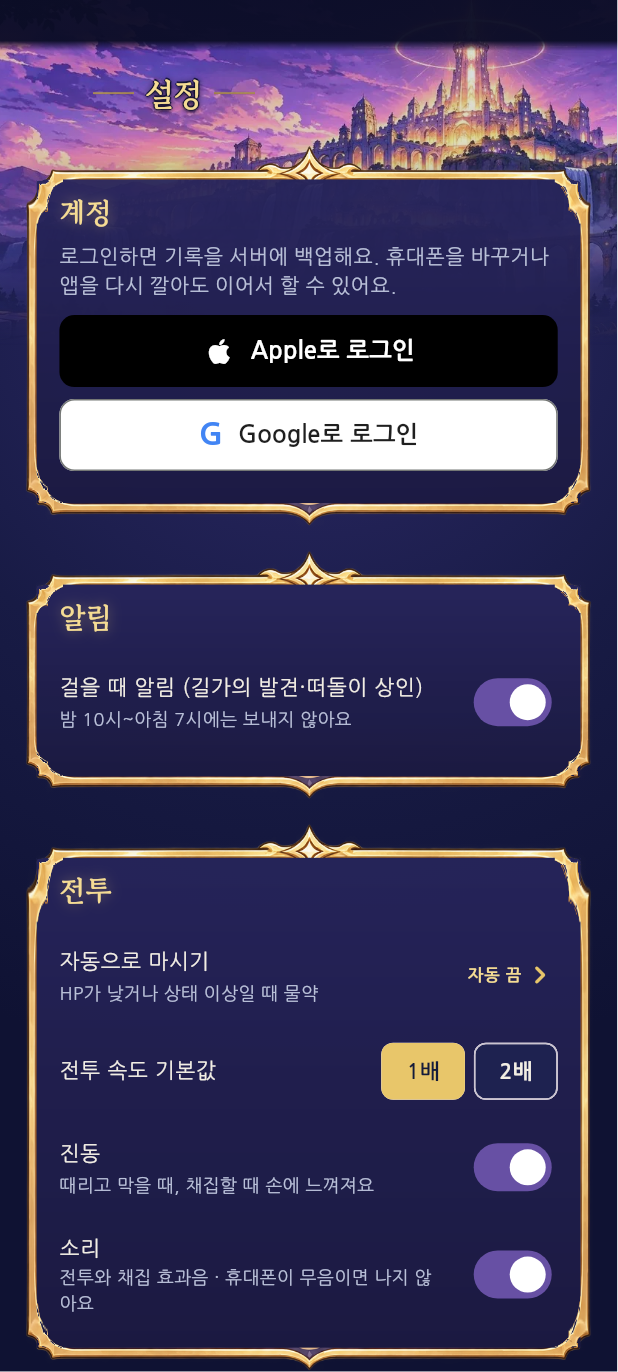 설정
계정
로그인하면 기록을 서버에 백업해요. 휴대폰을 바꾸거나
앱을 다시 깔아도 이어서 할 수 있어요.
Apple로 로그인
G Google로 로그인
알림
걸을 때 알림 (길가의 발견·떠돌이 상인)
밤 10시~아침 7시에는 보내지 않아요
전투
자동으로 마시기
HP가 낮거나 상태 이상일 때 물약
자동 끔
전투 속도 기본값
1배
2배
진동
때리고 막을 때, 채집할 때 손에 느껴져요
소리
전투와 채집 효과음 · 휴대폰이 무음이면 나지 않
아요